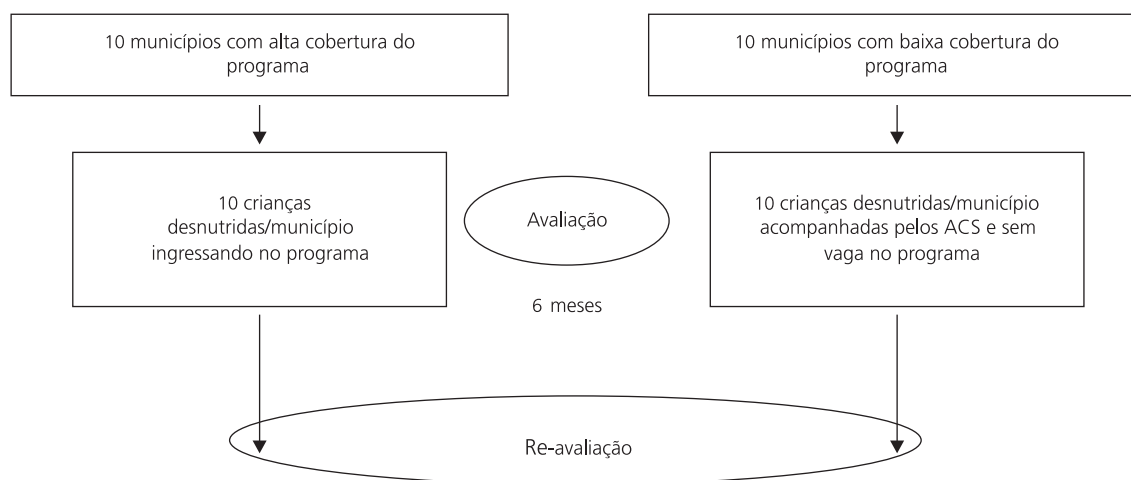 10 municípios com alta cobertura do
programa
10 municípios com baixa cobertura do
programa
10 crianças
desnutridas/município
ingressando no programa
Avaliação
10 crianças desnutridas/município
acompanhadas pelos ACS e sem
vaga no programa
6 meses
Re-avaliação